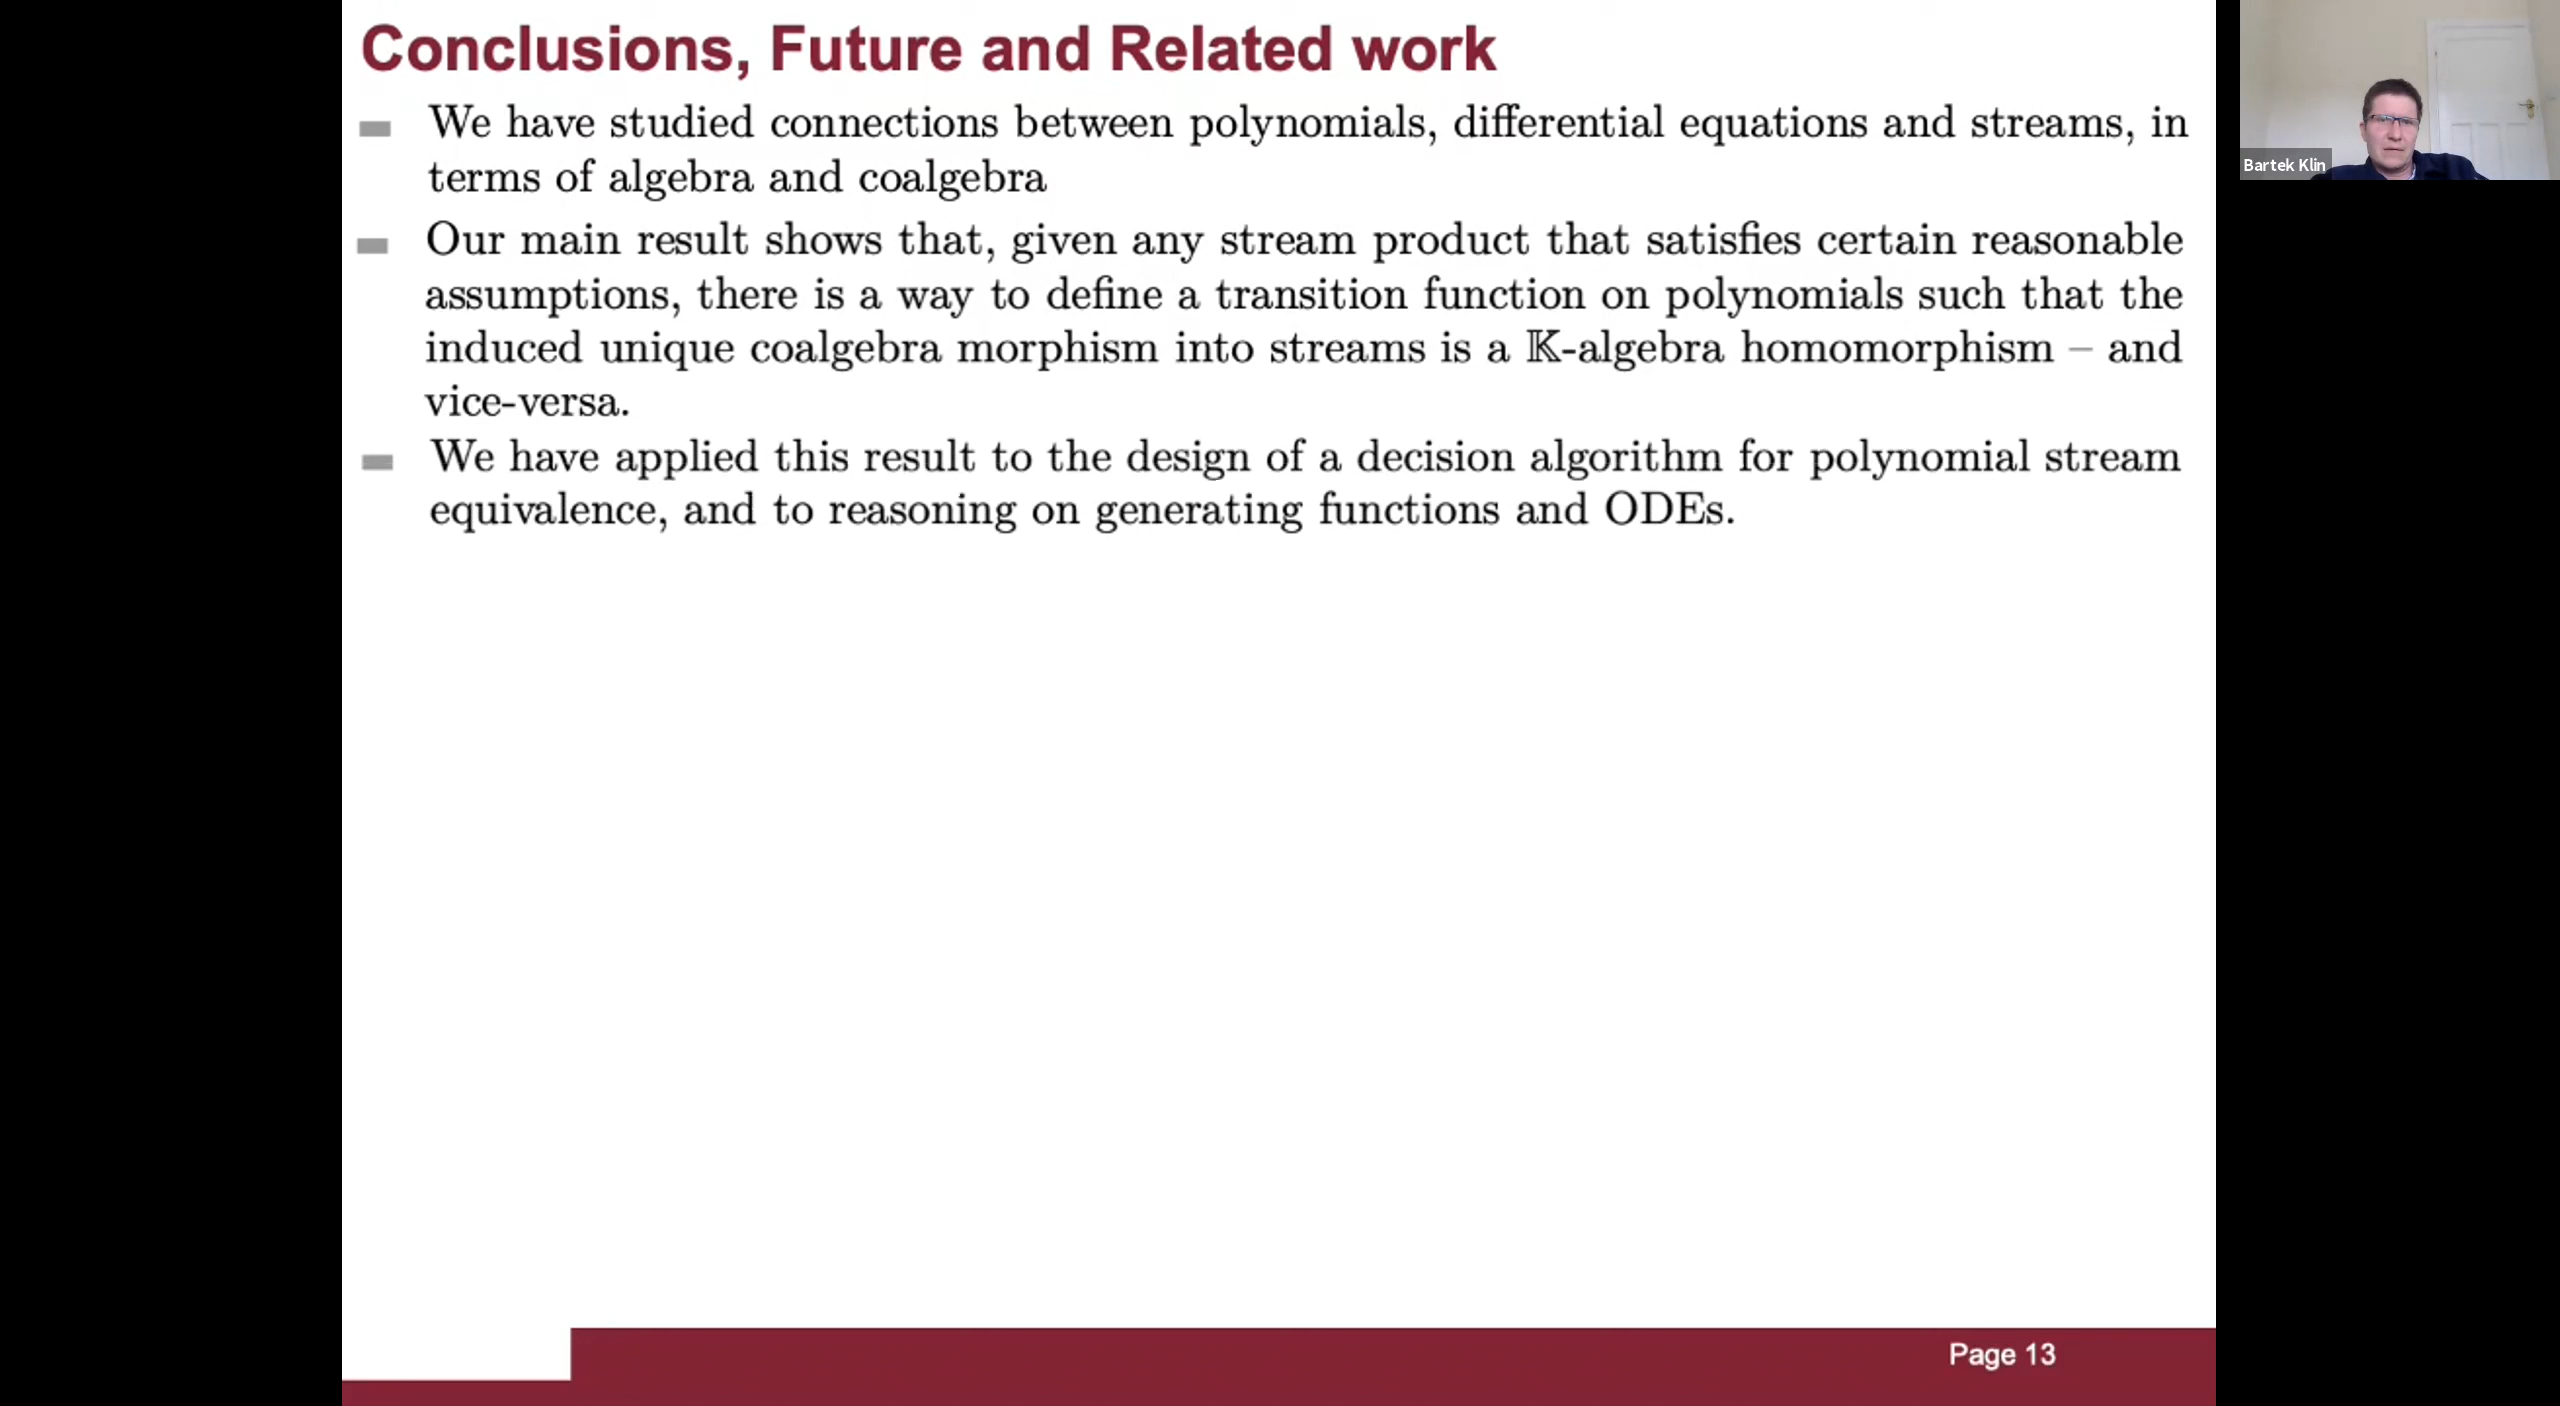 Conclusions, Future and Related work
We have studied connections between polynomials, differential equations and streams, in
terms of algebra and coalgebra
Our main result shows that, given any stream product that satisfies certain reasonable
assumptions, there is a way to define a transition function on polynomials such that the
induced unique coalgebra morphism into streams is a 𝕂-algebra homomorphism – and
vice-versa.
We have applied this result to the design of a decision algorithm for polynomial stream
equivalence, and to reasoning on generating functions and ODEs.
Page 13
Bartek Klin